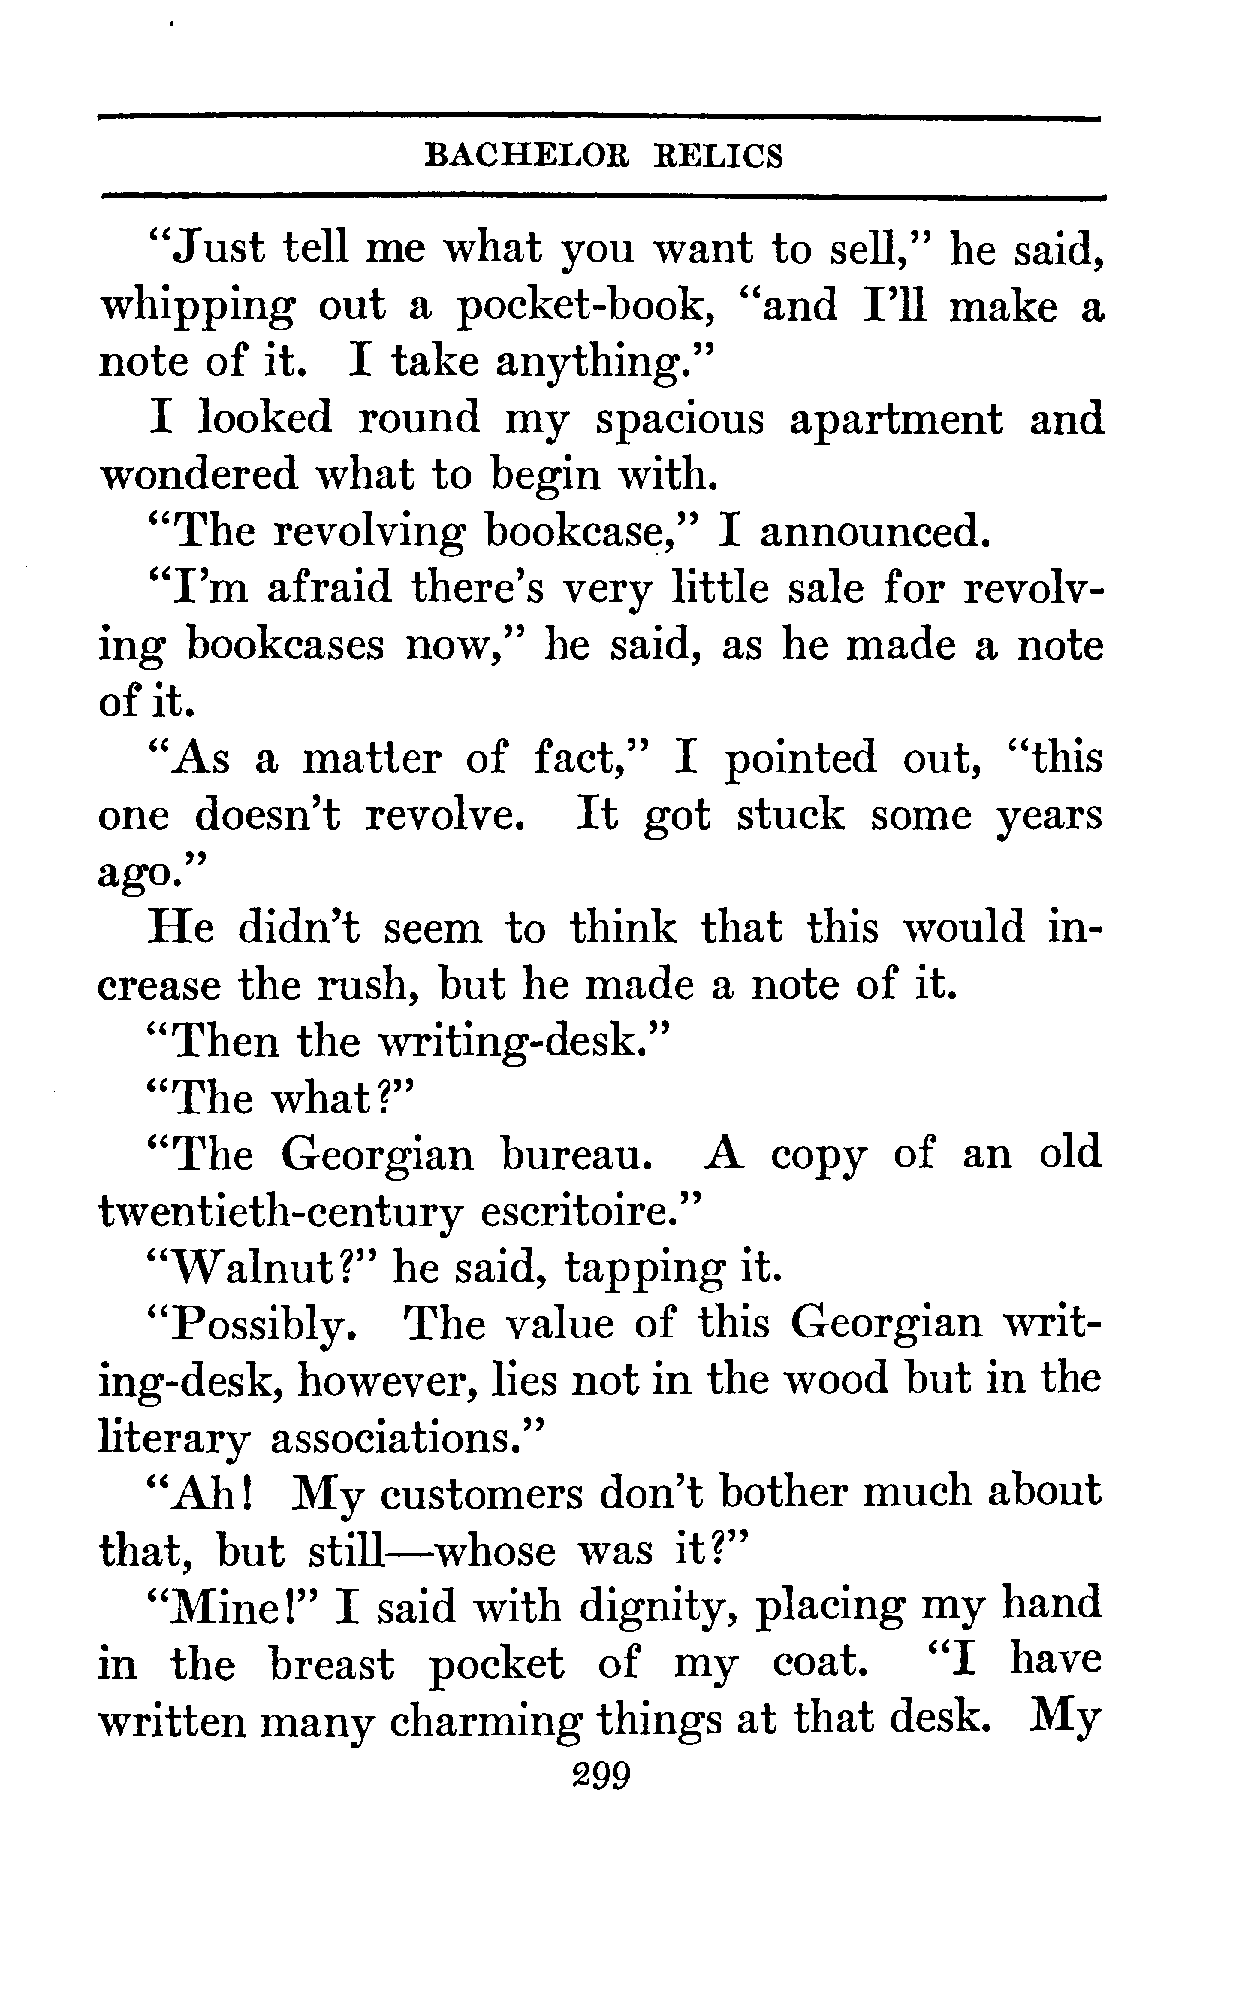 BACHELOR RELICS
“Just tell me what you want to sell,” he said,
whipping out a pocket-book, “and I’ll make a
note of it. I take anything.”
I looked round my spacious apartment and
wondered what to begin with.
“The revolving bookcase,” I announced.
“I’m afraid there’s very little sale for revolv-
ing bookcases now,” he said, as he made a note
of it.
“As a matter of fact,” I pointed out, “this
one doesn’t revolve. It got stuck some years
ago.”
He didn’t seem to think that this would in-
crease the rush, but he made a note of it.
“Then the writing-desk.”
“The what?”
“The Georgian bureau. A copy of an old
twentieth-century escritoire.”
“Walnut?” he said, tapping it.
“Possibly. The value of this Georgian writ-
ing-desk, however, lies not in the wood but in the
literary associations.”
“Ah! My customers don’t bother much about
that, but still—whose was it?”
“Mine!” I said with dignity, placing my hand
in the breast pocket of my coat. “I have
written many charming things at that desk. My
299